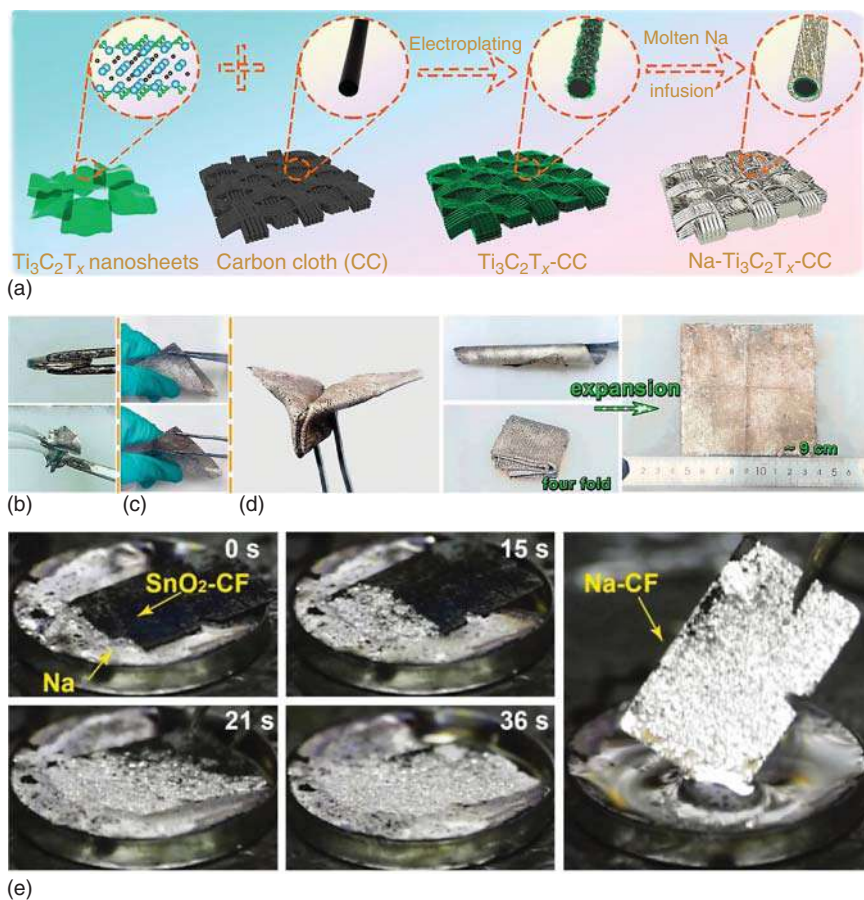 Electroplating
Molten Na
infusion
Ti₃C₂Tₓ nanosheets
Carbon cloth (CC)
Ti₃C₂Tₓ-CC
Na-Ti₃C₂Tₓ-CC
(a)
expansion
four fold
~ 9 cm
(b)
(c)
(d)
0 s
SnO₂-CF
Na
15 s
Na-CF
21 s
36 s
(e)